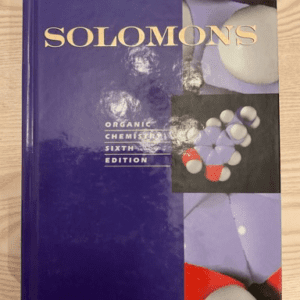 SOLOMONS
ORGANIC
CHEMISTRY
SIXTH
EDITION